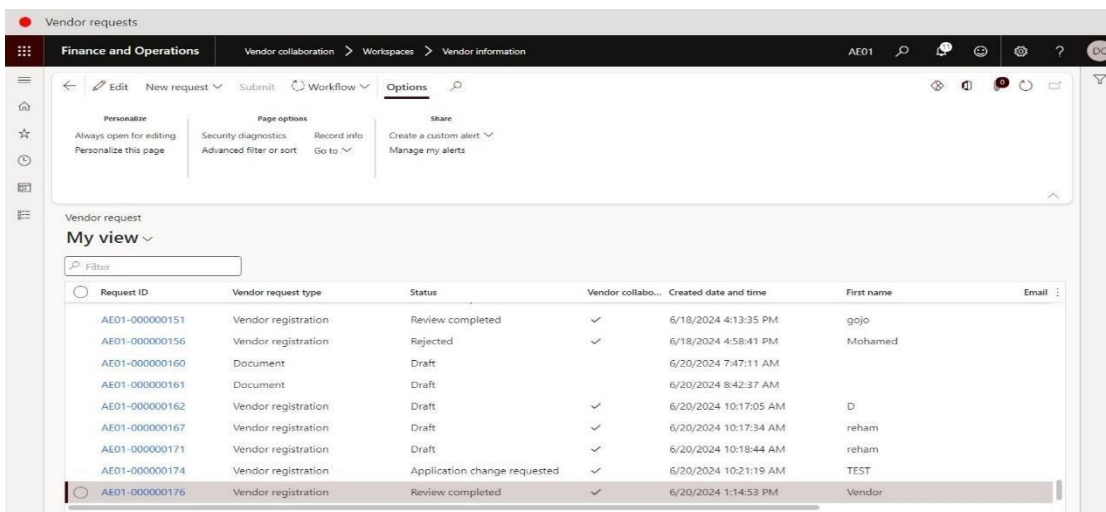 Vendor requests
Finance and Operations Vendor collaboration > Workspaces > Vendor information AE01 ? DC
Edit New request Submit Workflow Options
Personalize Page options Share
Always open for editing Security diagnostics Record info Create a custom alert
Personalize this page Advanced filter or sort Go to Manage my alerts
Vendor request
My view
Filter
Request ID Vendor request type Status Vendor collabo... Created date and time First name Email
AE01-000000151 Vendor registration Review completed 6/18/2024 4:13:35 PM gojo
AE01-000000156 Vendor registration Rejected 6/18/2024 4:58:41 PM Mohamed
AE01-000000160 Document Draft 6/20/2024 7:47:11 AM
AE01-000000161 Document Draft 6/20/2024 8:42:37 AM
AE01-000000162 Vendor registration Draft 6/20/2024 10:17:05 AM D
AE01-000000167 Vendor registration Draft 6/20/2024 10:17:34 AM reham
AE01-000000171 Vendor registration Draft 6/20/2024 10:18:44 AM reham
AE01-000000174 Vendor registration Application change requested 6/20/2024 10:21:19 AM TEST
AE01-000000176 Vendor registration Review completed 6/20/2024 1:14:53 PM Vendor